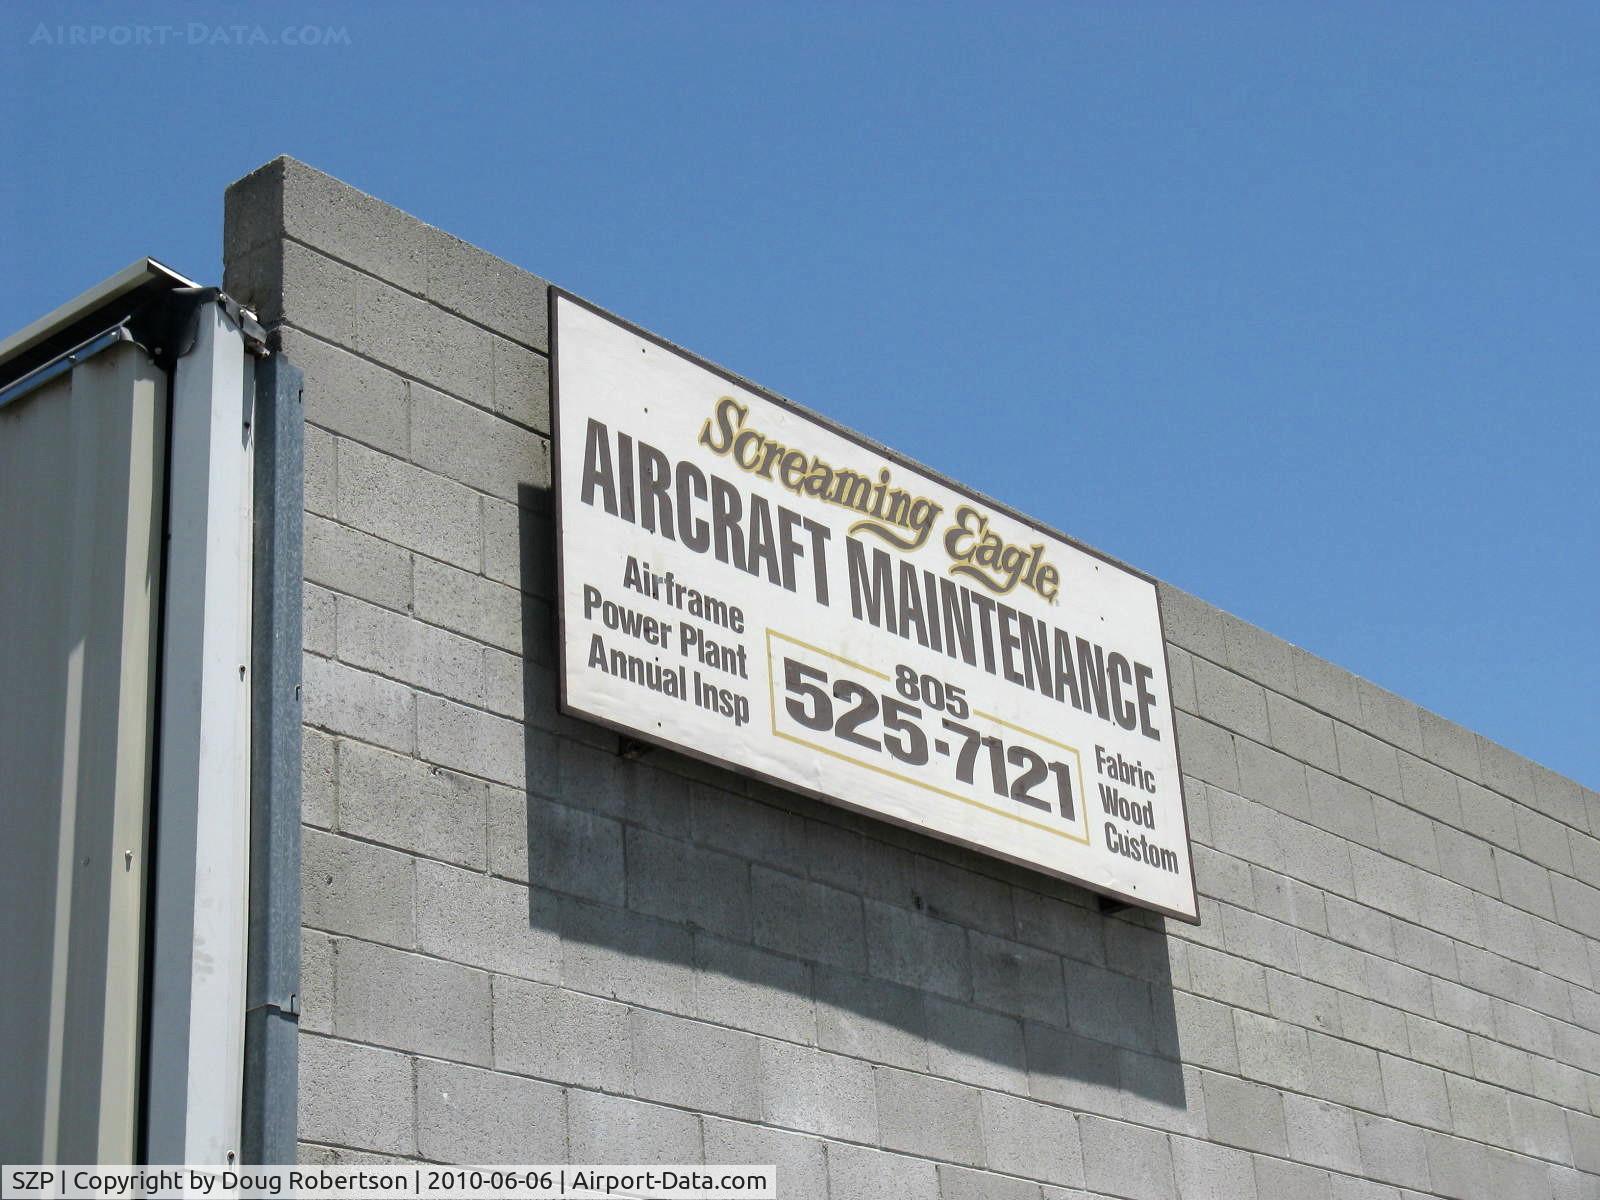 AIRPORT-DATA.COM
Screaming Eagle
AIRCRAFT MAINTENANCE
Airframe
Power Plant
Annual Insp
805
525-7121
Fabric
Wood
Custom
SZP | Copyright by Doug Robertson | 2010-06-06 | Airport-Data.com